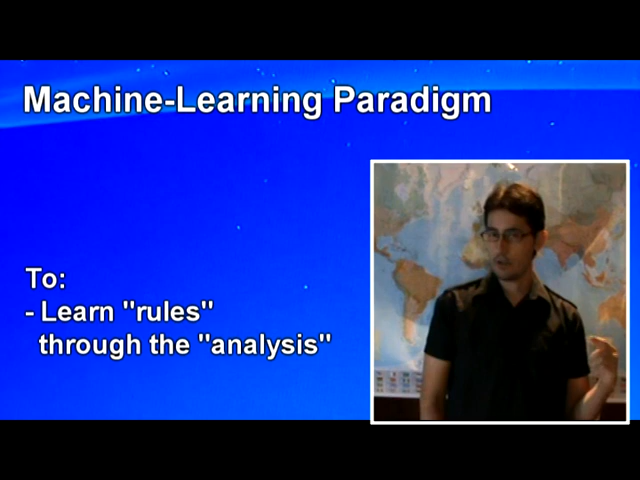 Machine-Learning Paradigm
To:
- Learn "rules"
through the "analysis"